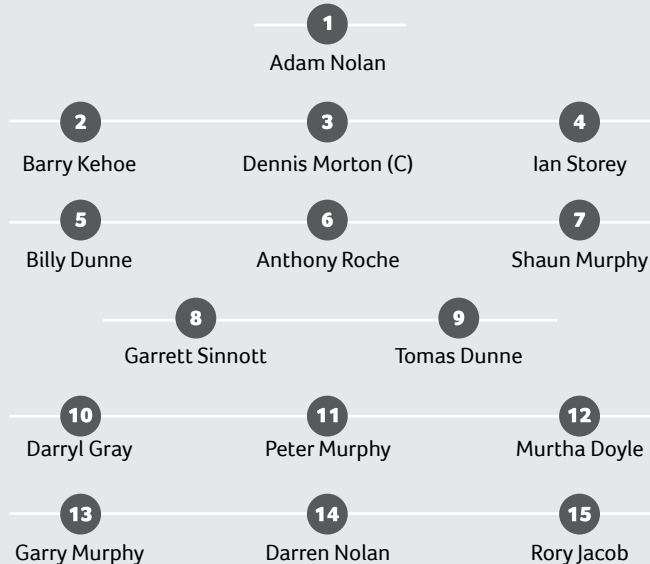 1
Adam Nolan
2 3 4
Barry Kehoe Dennis Morton (C) Ian Storey
5 6 7
Billy Dunne Anthony Roche Shaun Murphy
8 9
Garrett Sinnott Tomas Dunne
10 11 12
Darryl Gray Peter Murphy Murtha Doyle
13 14 15
Garry Murphy Darren Nolan Rory Jacob